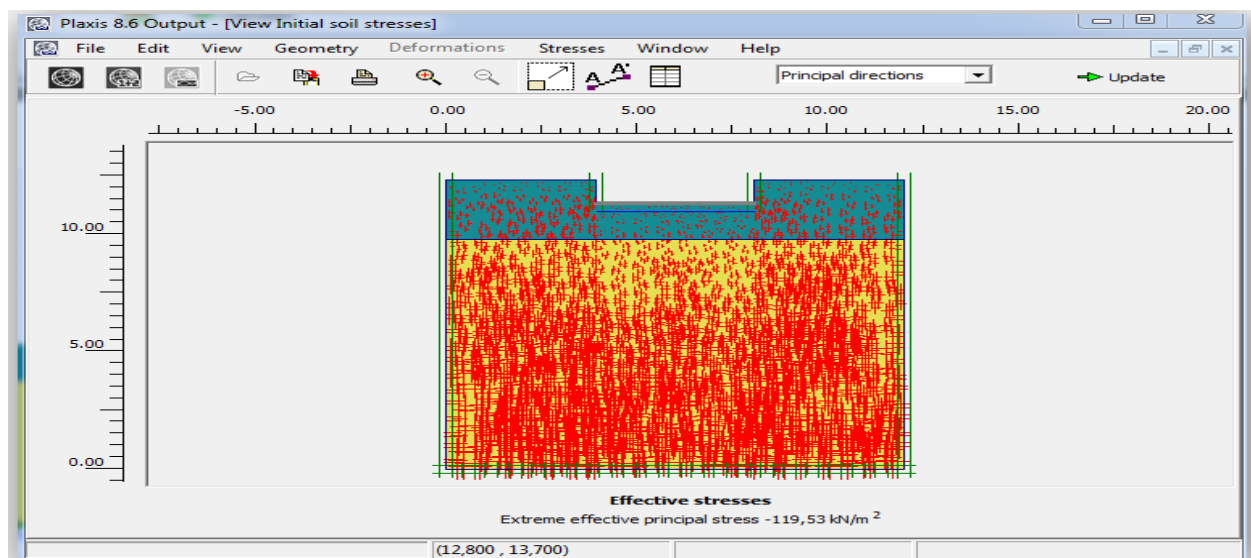 Plaxis 8.6 Output - [View Initial soil stresses]
File Edit View Geometry Deformations Stresses Window Help
Principal directions Update
-5.00 0.00 5.00 10.00 15.00 20.00
10.00
5.00
0.00
Effective stresses
Extreme effective principal stress -119,53 kN/m 2
(12,800 , 13,700)